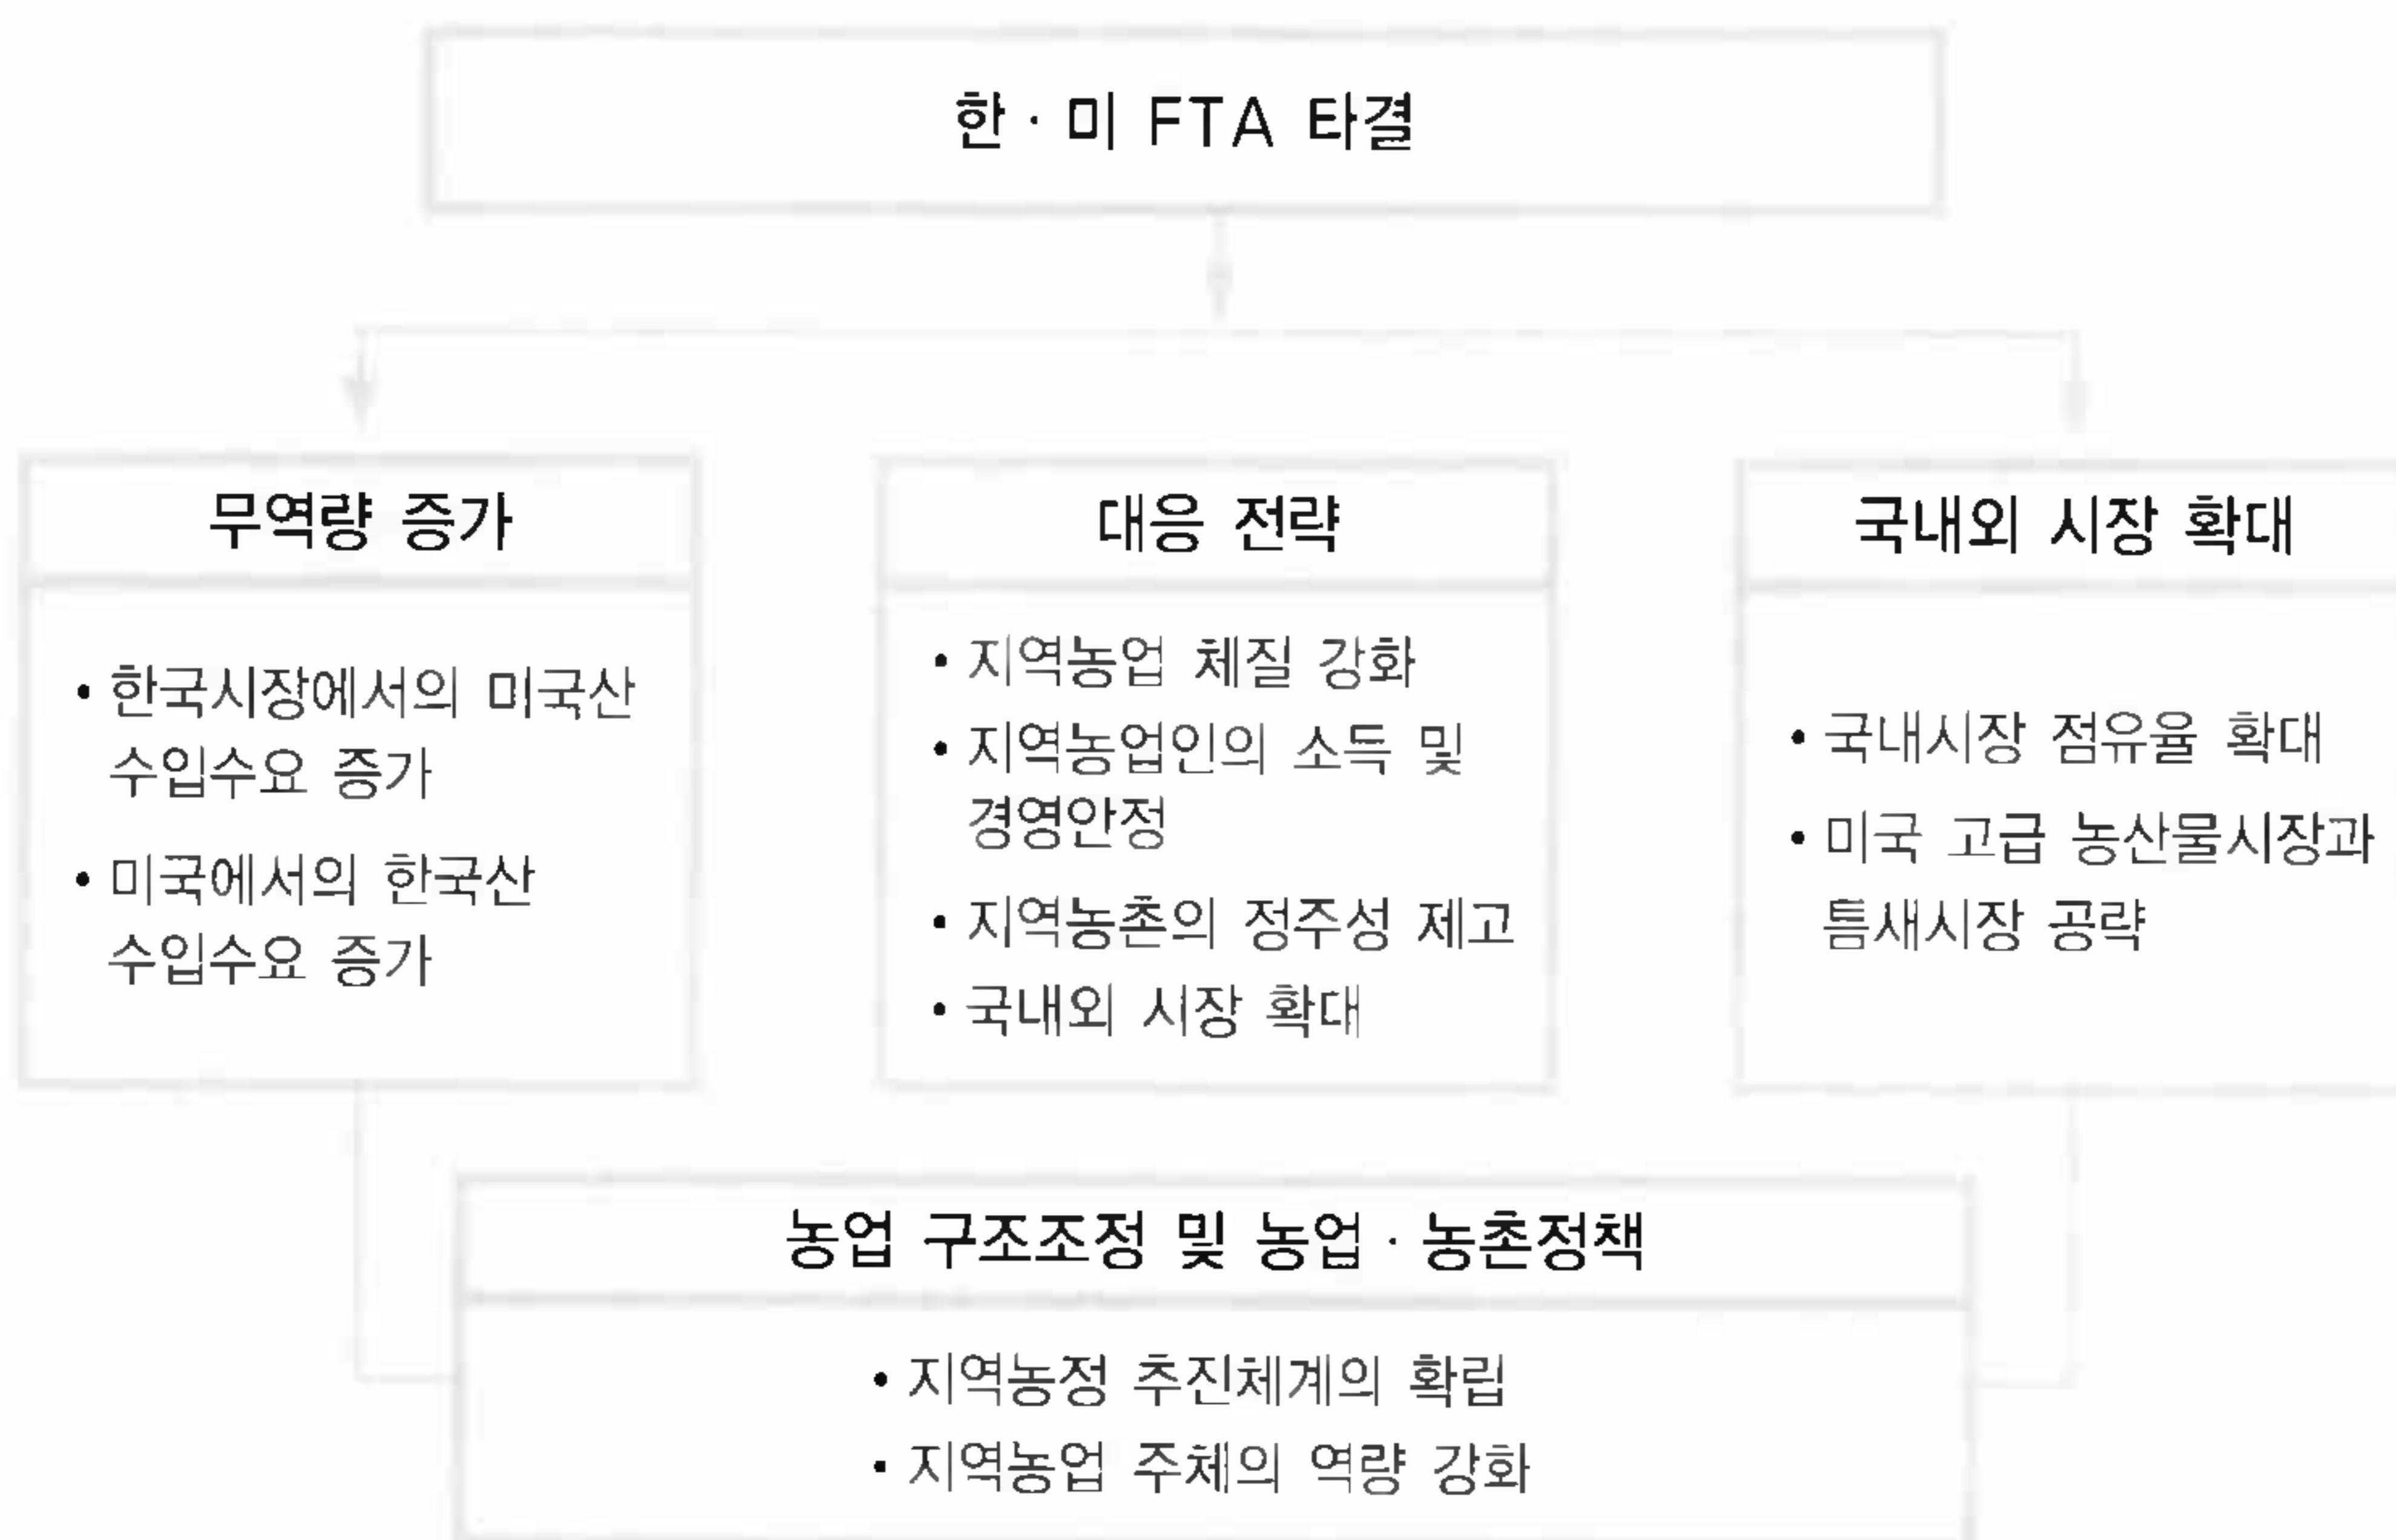 한·미 FTA 타결
무역량 증가
• 한국시장에서의 미국산
수입수요 증가
• 미국에서의 한국산
수입수요 증가
대응 전략
• 지역농업 체질 강화
• 지역농업인의 소득 및
경영안정
• 지역농촌의 정주성 제고
• 국내외 시장 확대
국내외 시장 확대
• 국내시장 점유율 확대
• 미국 고급 농산물시장과
틈새시장 공략
농업 구조조정 및 농업·농촌정책
• 지역농정 추진체계의 확립
• 지역농업 주체의 역량 강화